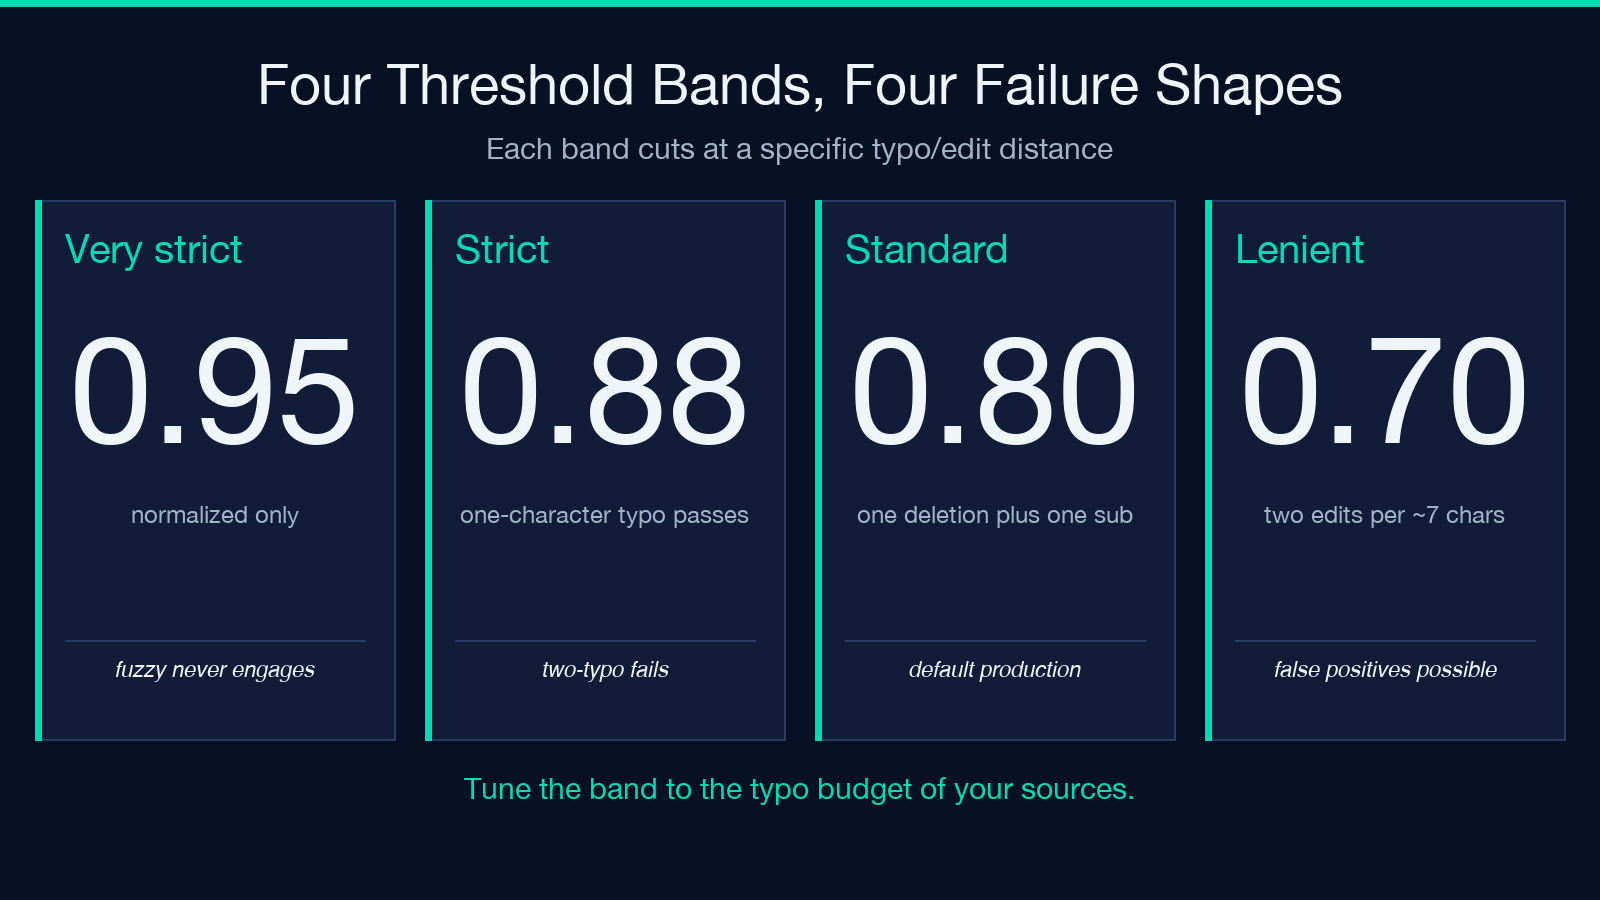 Four Threshold Bands, Four Failure Shapes
Each band cuts at a specific typo/edit distance
Very strict
0.95
normalized only
fuzzy never engages
Strict
0.88
one-character typo passes
two-typo fails
Standard
0.80
one deletion plus one sub
default production
Lenient
0.70
two edits per ~7 chars
false positives possible
Tune the band to the typo budget of your sources.